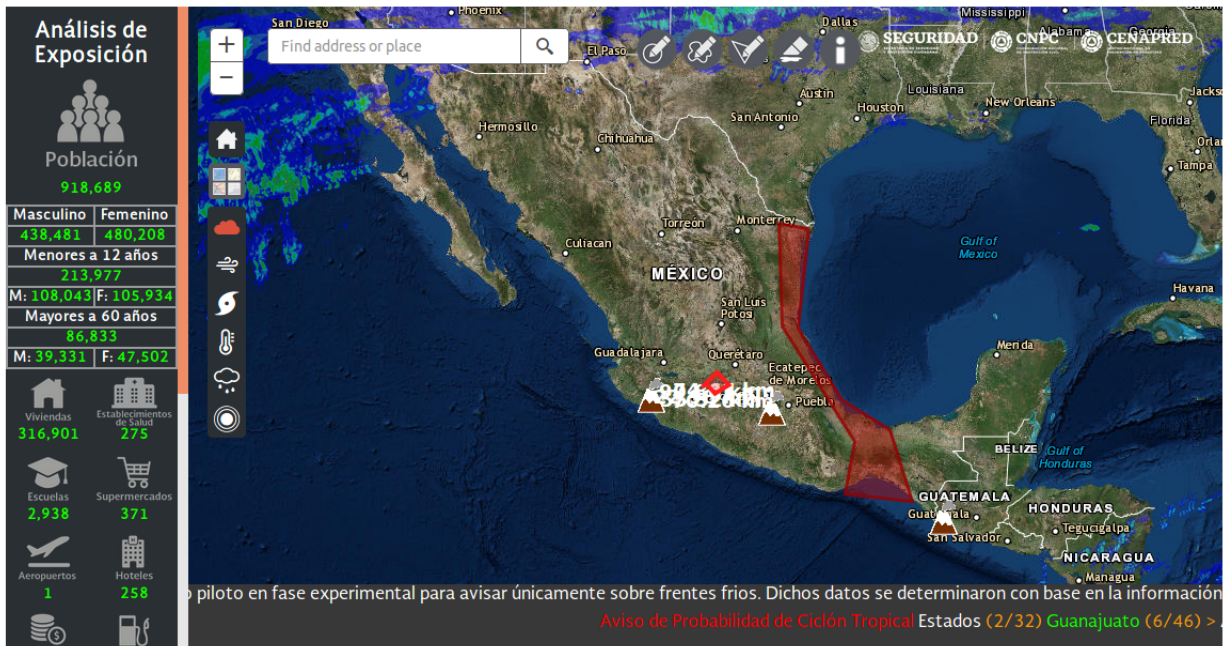 Análisis de
Exposición
Población
918,689
Masculino Femenino
438,481 480,208
Menores a 12 años
213,977
M: 108,043 F: 105,934
Mayores a 60 años
86,833
M: 39,331 F: 47,502
Viviendas
316,901
Establecimientos
de Salud
275
Escuelas
2,938
Supermercados
371
Aeropuertos
1
Hoteles
258
+
−
Find address or place
SEGURIDAD
CNPC
CENAPRED
San Diego
Phoenix
El Paso
Dallas
Mississippi
Alabama
Georgia
Austin
Houston
Louisiana
New Orleans
Jacks
San Antonio
Florida
Orla
Tampa
Hermosillo
Chihuahua
Torreón
Monterrey
Culiacan
MÉXICO
Gulf of
Mexico
San Luis
Potosí
Havana
Guadalajara
Querétaro
Merida
Ecatepec
de Morelos
Puebla
km
BELIZE
Gulf of
Honduras
GUATEMALA
HONDURAS
Tegucigalpa
San Salvador
NICARAGUA
Managua
o piloto en fase experimental para avisar únicamente sobre frentes frios. Dichos datos se determinaron con base en la información
Aviso de Probabilidad de Ciclón Tropical Estados (2/32) Guanajuato (6/46) >